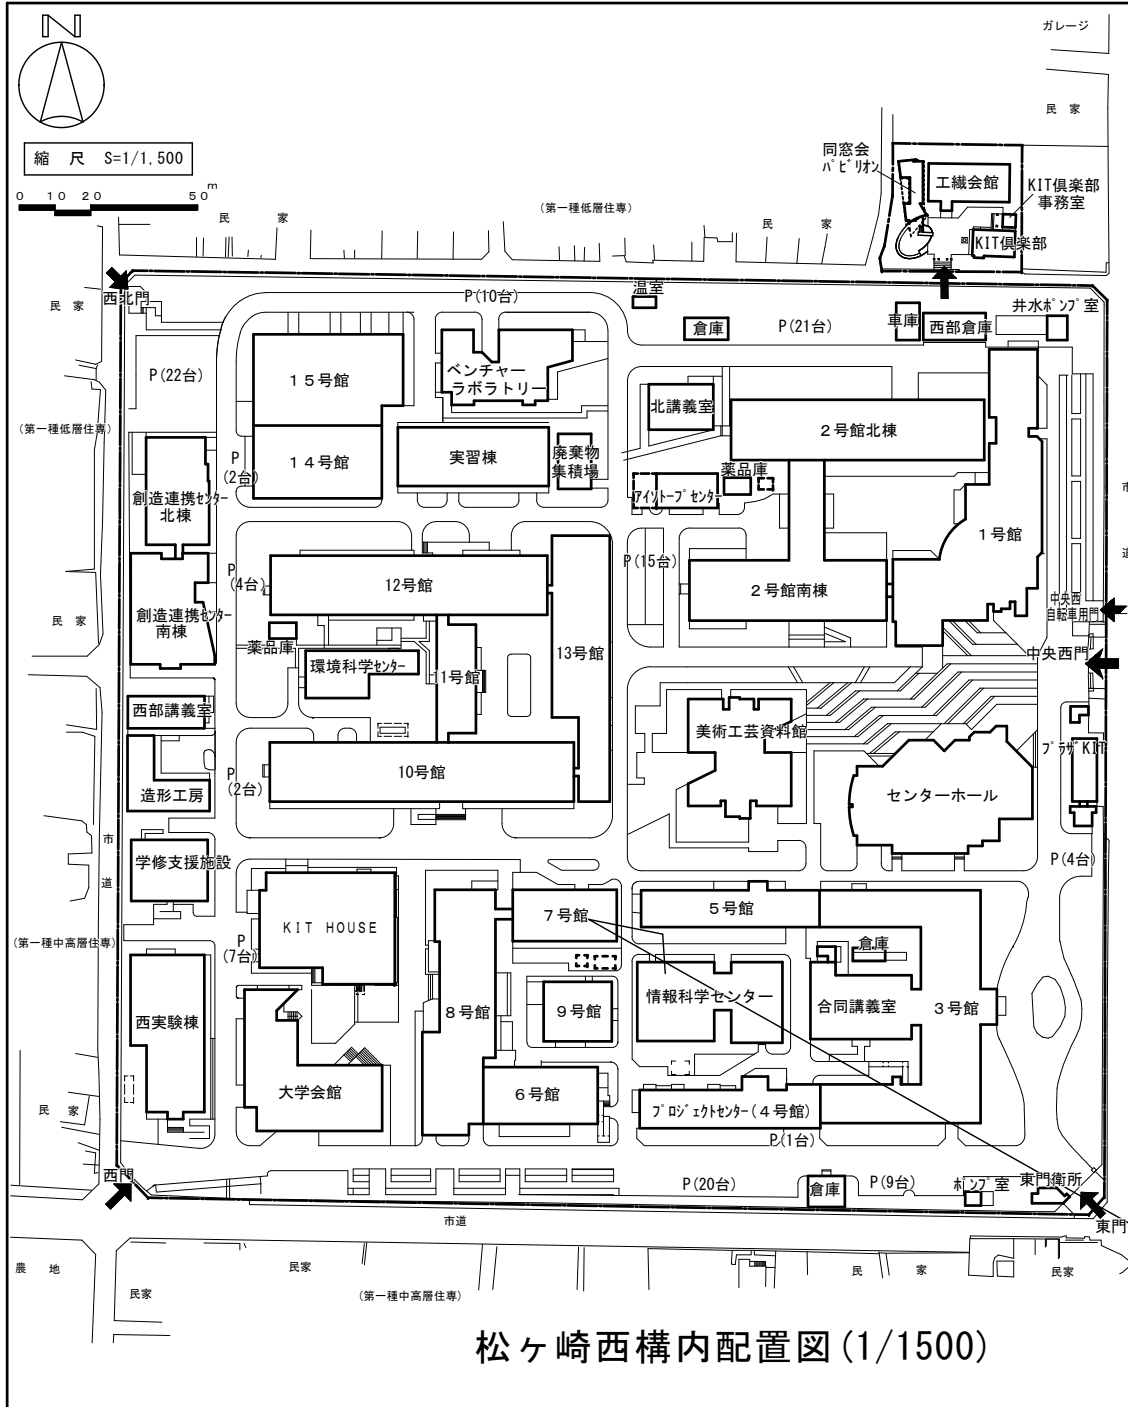 N
ガレージ
民 家
縮 尺 S=1/1,500
0 10 20 50 m
同窓会
パビリオン
工繊会館
KIT倶楽部
事務室
KIT倶楽部
(第一種低層住専)
民 家
民 家
西北門
民 家
P(10台)
温室
倉庫
P(21台)
車庫
西部倉庫
井水ポンプ室
P(22台)
15号館
ベンチャー
ラボラトリー
北講義室
2号館北棟
(第一種低層住専)
14号館
P
(2台)
実習棟
廃棄物
集積場
薬品庫
アイソトープセンター
創造連携センター
北棟
1号館
市
道
P
(4台)
12号館
P(15台)
2号館南棟
中央西
自転車用門
民 家
創造連携センター
南棟
薬品庫
環境科学センター
11号館
13号館
中央西門
西部講義室
美術工芸資料館
プラザKIT
P
(2台)
10号館
造形工房
センターホール
市
道
学修支援施設
P(4台)
KIT HOUSE
7号館
5号館
(第一種中高層住専)
P
(7台)
倉庫
西実験棟
8号館
9号館
情報科学センター
合同講義室
3号館
大学会館
6号館
プロジェクトセンター(4号館)
民 家
P(1台)
西門
P(20台)
倉庫
P(9台)
ポンプ室
東門衛所
東門
市道
農 地
民家
民家
(第一種中高層住専)
民 家
民家
松ヶ崎西構内配置図(1/1500)